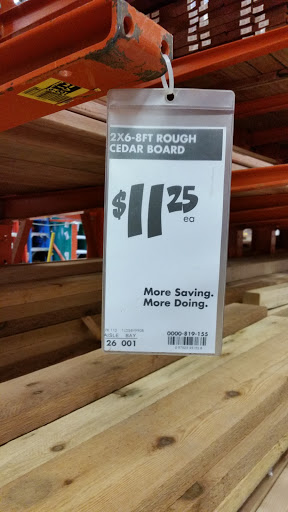 2X6-8FT ROUGH
CEDAR BOARD
$11.25
ea
More Saving.
More Doing.
AISLE BAY
26 001
0000-819-155